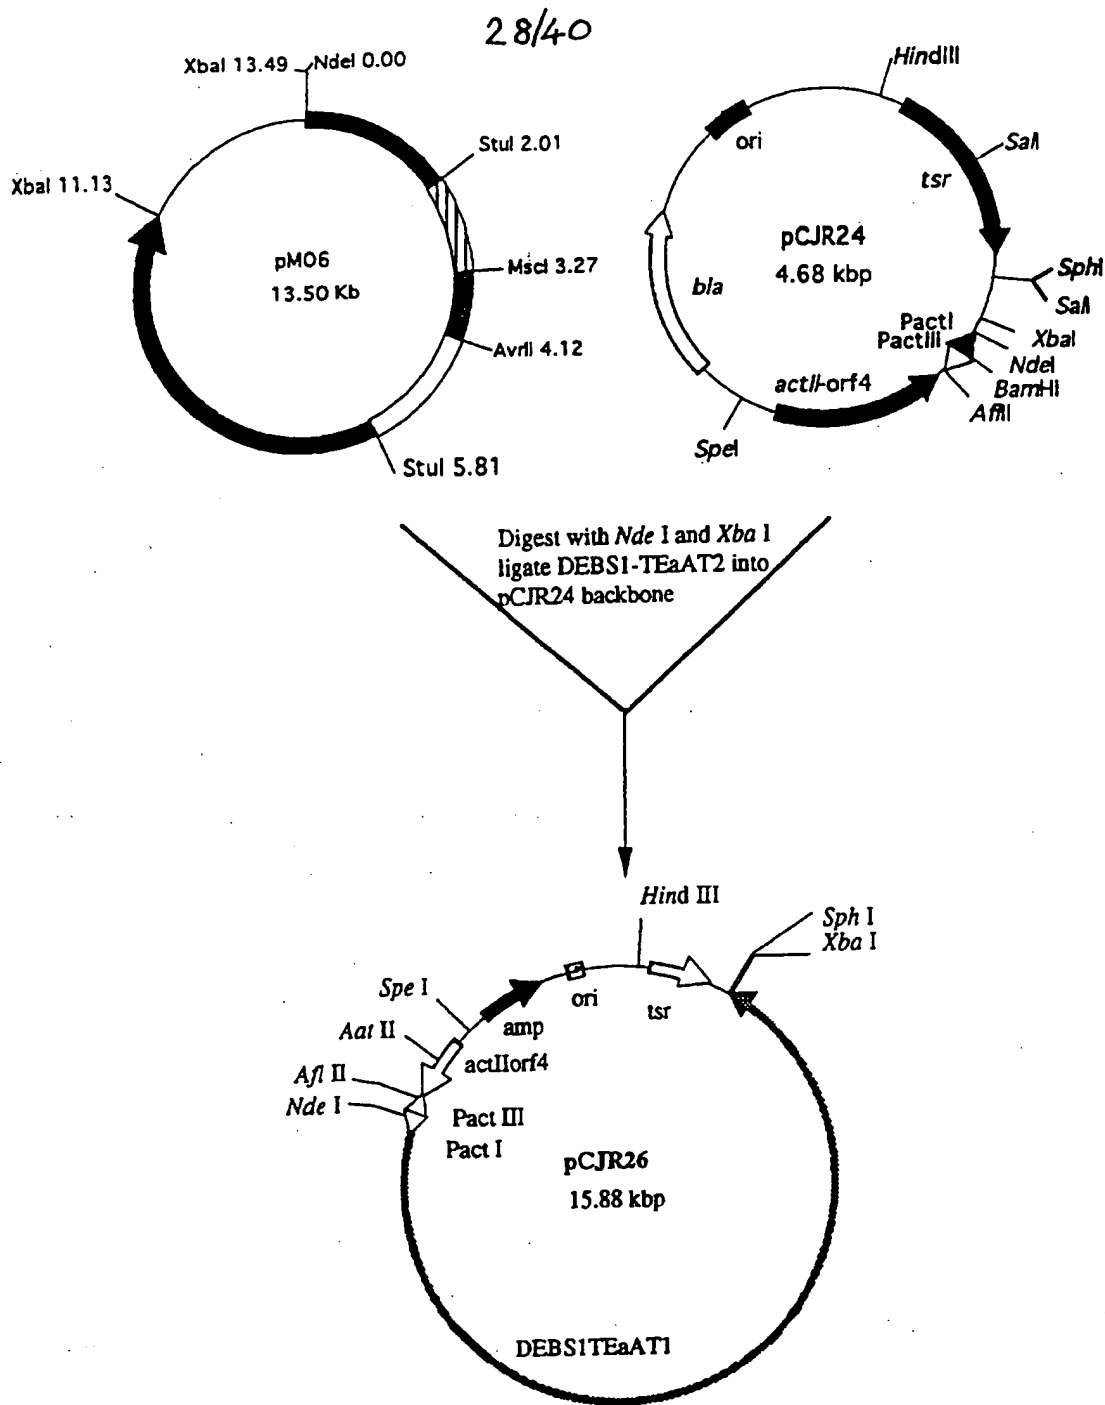 28/40
XbaI 13.49
NdeI 0.00
StuI 2.01
XbaI 11.13
pM06
13.50 Kb
MscI 3.27
AvrII 4.12
StuI 5.81
HindIII
ori
SalI
tsr
pCJR24
4.68 kbp
bla
SphI
SalI
PactI
PactIII
XbaI
NdeI
BamHI
AflII
actII-orf4
SpeI
Digest with Nde I and Xba I
ligate DEBS1-TEaAT2 into
pCJR24 backbone
Hind III
Sph I
Xba I
Spe I
ori
tsr
amp
Aat II
actIIorf4
Afl II
Nde I
Pact III
Pact I
pCJR26
15.88 kbp
DEBS1TEaAT1